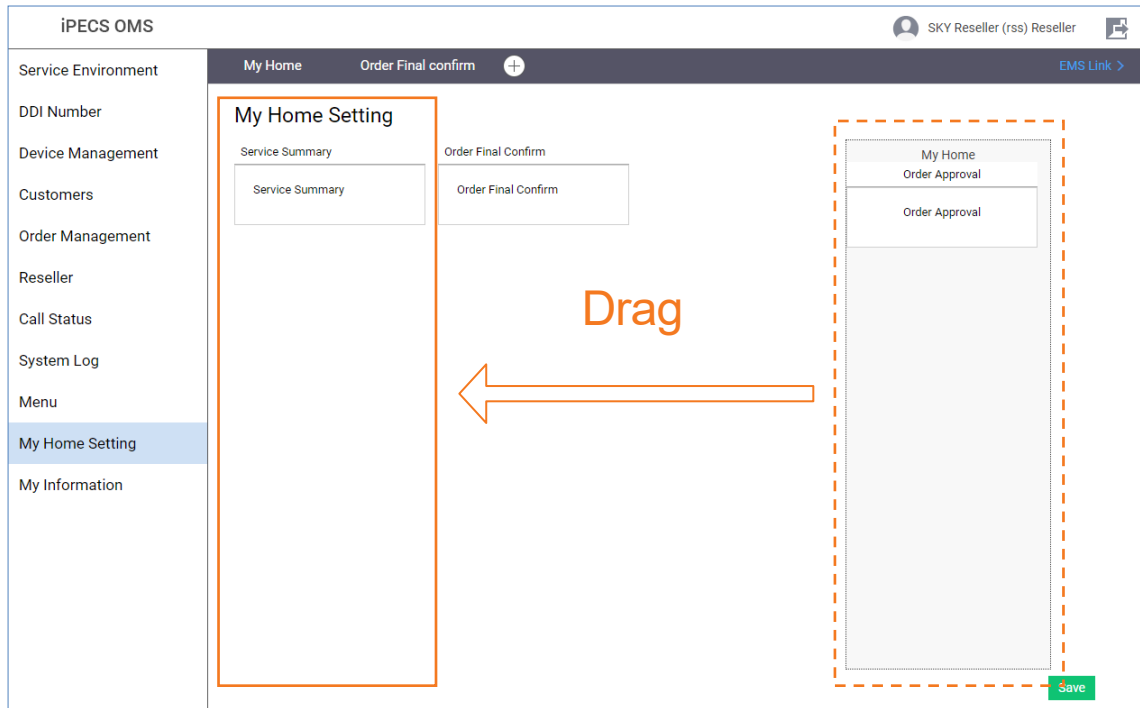 iPECS OMS
SKY Reseller (rss) Reseller
My Home
Order Final confirm
EMS Link >
Service Environment
DDI Number
Device Management
Customers
Order Management
Reseller
Call Status
System Log
Menu
My Home Setting
My Information
My Home Setting
Service Summary
Service Summary
Order Final Confirm
Order Final Confirm
Drag
My Home
Order Approval
Order Approval
Save